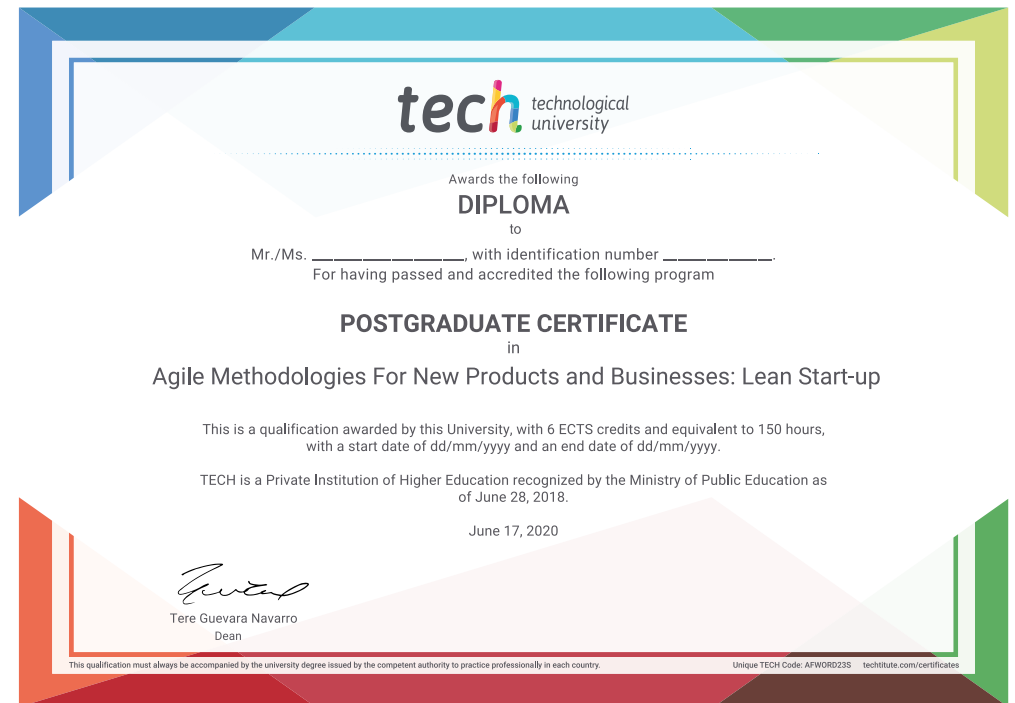 tech technological
university
Awards the following
DIPLOMA
to
Mr./Ms. _______________, with identification number _______________.
For having passed and accredited the following program
POSTGRADUATE CERTIFICATE
in
Agile Methodologies For New Products and Businesses: Lean Start-up
This is a qualification awarded by this University, with 6 ECTS credits and equivalent to 150 hours,
with a start date of dd/mm/yyyy and an end date of dd/mm/yyyy.
TECH is a Private Institution of Higher Education recognized by the Ministry of Public Education as
of June 28, 2018.
June 17, 2020
Tere Guevara Navarro
Dean
This qualification must always be accompanied by the university degree issued by the competent authority to practice professionally in each country.
Unique TECH Code: AFWORD23S techtitute.com/certificates